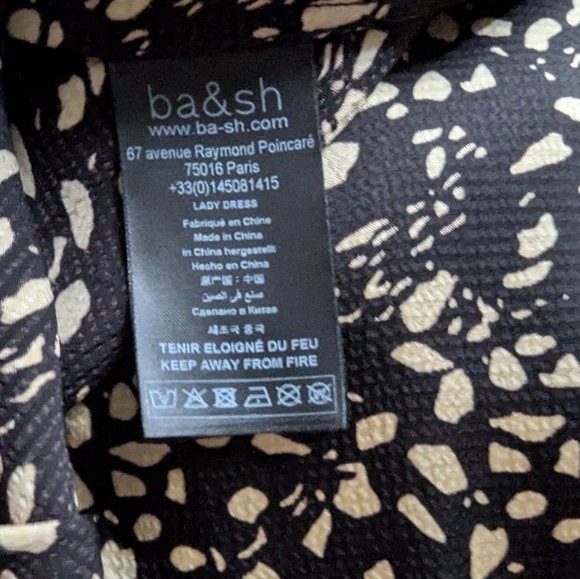 ba&sh
www.ba-sh.com
67 avenue Raymond Poincaré
75016 Paris
+33(0)145081415
LADY DRESS
Fabriqué en Chine
Made in China
In China hergestellt
Hecho en China
原产国：中国
صنع في الصين
Сделано в Китае
제조국 중국
TENIR ELOIGNÉ DU FEU
KEEP AWAY FROM FIRE